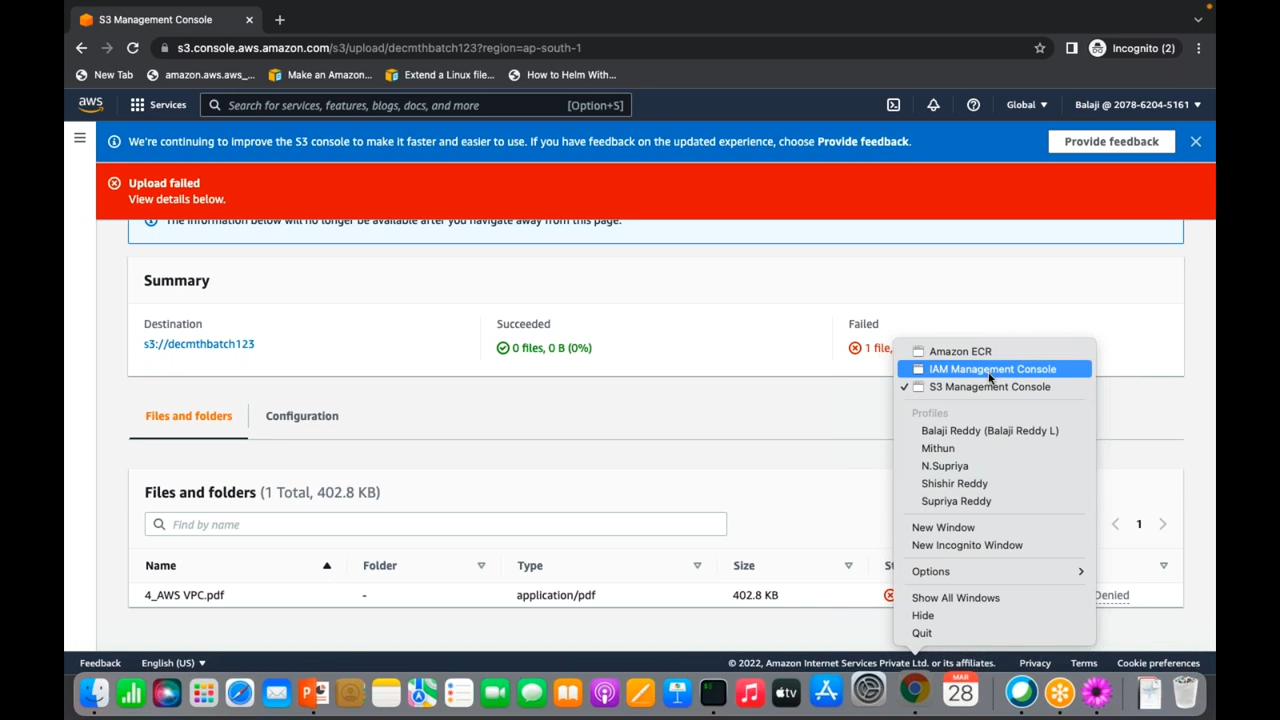 S3 Management Console
s3.console.aws.amazon.com/s3/upload/decmthbatch123?region=ap-south-1
Incognito (2)
New Tab
amazon.aws.aws_...
Make an Amazon...
Extend a Linux file...
How to Helm With...
aws
Services
Search for services, features, blogs, docs, and more
[Option+S]
Global
Balaji @ 2078-6204-5161
We're continuing to improve the S3 console to make it faster and easier to use. If you have feedback on the updated experience, choose Provide feedback.
Provide feedback
Upload failed
View details below.
The information below will no longer be available after you navigate away from this page.
Summary
Destination
Succeeded
Failed
s3://decmthbatch123
0 files, 0 B (0%)
1 file,
Amazon ECR
IAM Management Console
S3 Management Console
Profiles
Balaji Reddy (Balaji Reddy L)
Mithun
N.Supriya
Shishir Reddy
Supriya Reddy
New Window
New Incognito Window
Options
Show All Windows
Hide
Quit
Files and folders
Configuration
Files and folders (1 Total, 402.8 KB)
Find by name
1
Name
Folder
Type
Size
4_AWS VPC.pdf
-
application/pdf
402.8 KB
Denied
Feedback
English (US)
© 2022, Amazon Internet Services Private Ltd. or its affiliates.
Privacy
Terms
Cookie preferences
tv
MAR
28